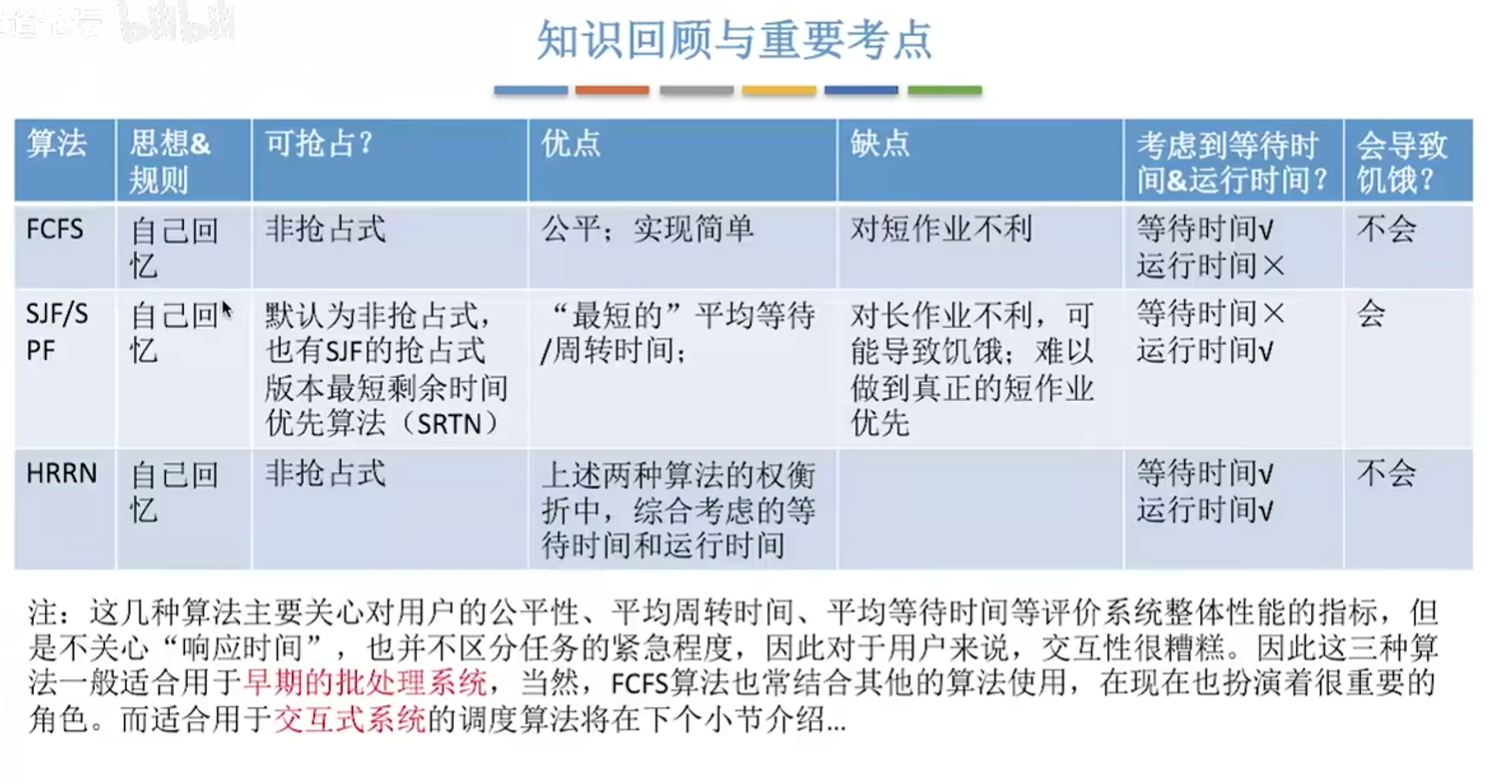 bilibili
知识回顾与重要考点
算法 思想& 可抢占? 优点 缺点 考虑到等待时 会导致
规则 间&运行时间? 饥饿?
FCFS 自己回 非抢占式 公平；实现简单 对短作业不利 等待时间√ 不会
忆 运行时间×
SJF/S 自己回 默认为非抢占式， “最短的”平均等待 对长作业不利，可 等待时间× 会
PF 忆 也有SJF的抢占式 /周转时间； 能导致饥饿；难以 运行时间√
版本最短剩余时间 做到真正的短作业
优先算法（SRTN） 优先
HRRN 自己回 非抢占式 上述两种算法的权衡 等待时间√ 不会
忆 折中，综合考虑的等 运行时间√
待时间和运行时间
注：这几种算法主要关心对用户的公平性、平均周转时间、平均等待时间等评价系统整体性能的指标，但
是不关心“响应时间”，也并不区分任务的紧急程度，因此对于用户来说，交互性很糟糕。因此这三种算
法一般适合用于早期的批处理系统，当然，FCFS算法也常结合其他的算法使用，在现在也扮演着很重要的
角色。而适合用于交互式系统的调度算法将在下个小节介绍...